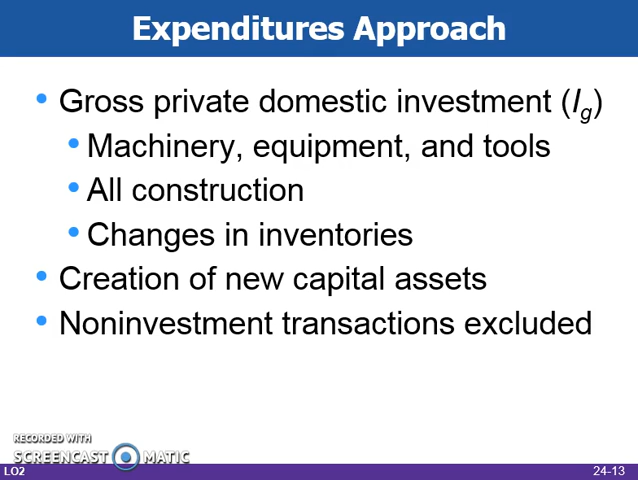 Expenditures Approach
• Gross private domestic investment (Ig)
• Machinery, equipment, and tools
• All construction
• Changes in inventories
• Creation of new capital assets
• Noninvestment transactions excluded
RECORDED WITH
SCREENCAST MATIC
LO2
24-13